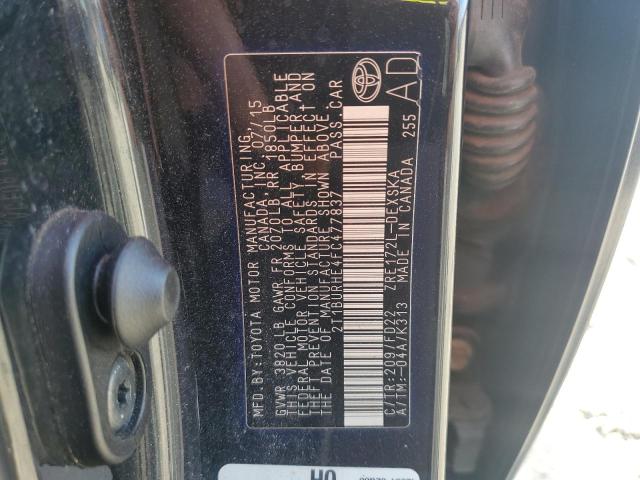 MFD.BY:TOYOTA MOTOR MANUFACTURING
CANADA, INC. 07/15
GVWR 3820LB GAWR FR 2070LB RR 1850LB
THIS VEHICLE CONFORMS TO ALL APPLICABLE
FEDERAL MOTOR VEHICLE SAFETY, BUMPER, AND
THEFT PREVENTION STANDARDS IN EFFECT ON
THE DATE OF MANUFACTURE SHOWN ABOVE.
2T1BURHE4FC477837 PASS.CAR
C/TR:209/FD22 ZRE172L-DEXSKA
A/TM:-04A/K313 MADE IN CANADA 255
AD
HO